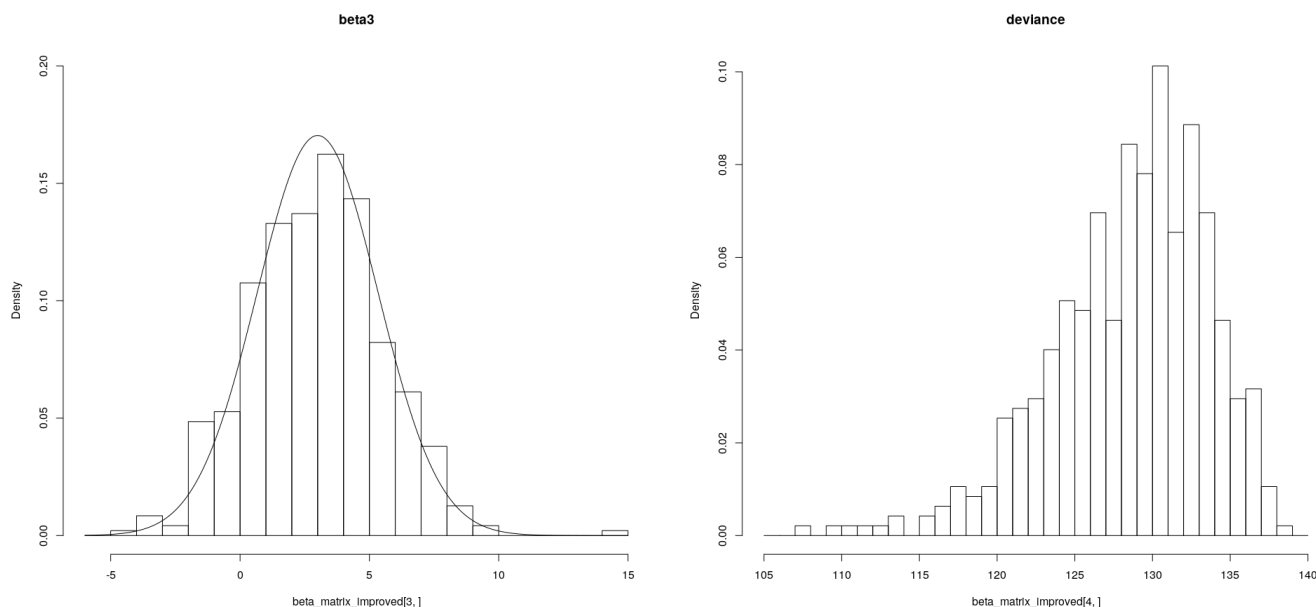 beta3
0.20
0.15
0.10
0.05
0.00
Density
-5 0 5 10 15
beta_matrix_improved[3, ]
deviance
0.10
0.08
0.06
0.04
0.02
0.00
Density
105 110 115 120 125 130 135 140
beta_matrix_improved[4, ]